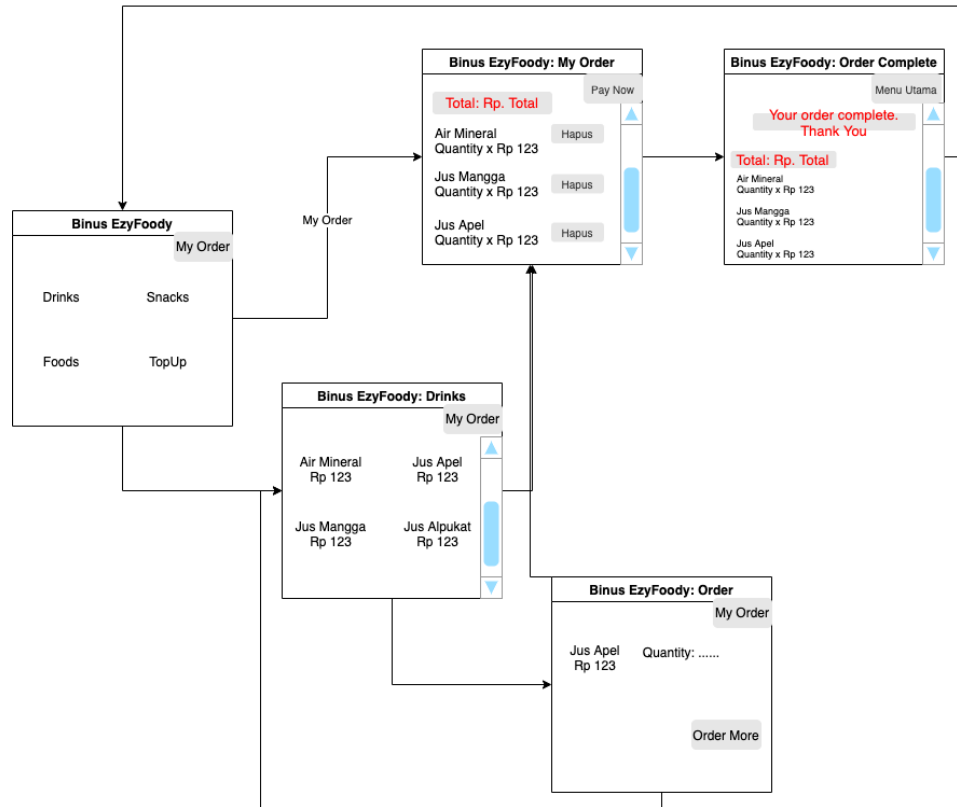 Binus EzyFoody: My Order
Pay Now
Total: Rp. Total
Air Mineral
Quantity x Rp 123
Hapus
Jus Mangga
Quantity x Rp 123
Hapus
Jus Apel
Quantity x Rp 123
Hapus
Binus EzyFoody: Order Complete
Menu Utama
Your order complete.
Thank You
Total: Rp. Total
Air Mineral
Quantity x Rp 123
Jus Mangga
Quantity x Rp 123
Jus Apel
Quantity x Rp 123
My Order
Binus EzyFoody
My Order
Drinks
Snacks
Foods
TopUp
Binus EzyFoody: Drinks
My Order
Air Mineral
Rp 123
Jus Apel
Rp 123
Jus Mangga
Rp 123
Jus Alpukat
Rp 123
Binus EzyFoody: Order
My Order
Jus Apel
Rp 123
Quantity: ......
Order More